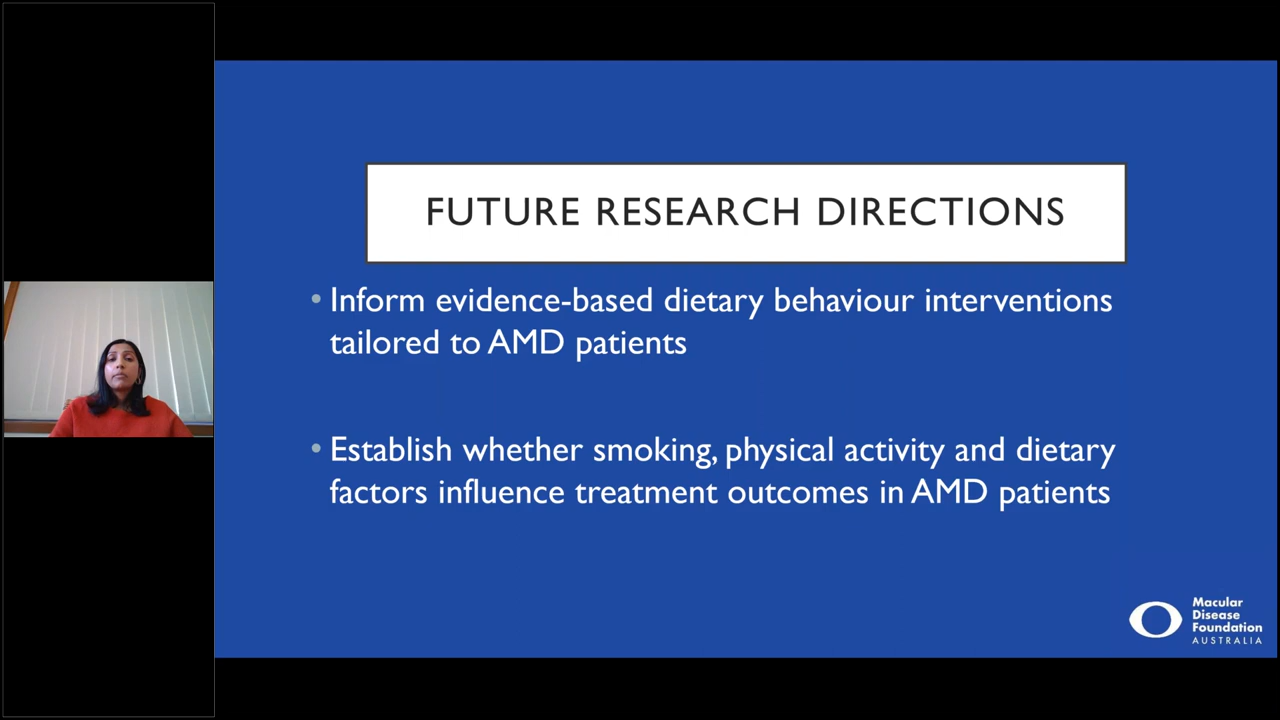 FUTURE RESEARCH DIRECTIONS
• Inform evidence-based dietary behaviour interventions
tailored to AMD patients
• Establish whether smoking, physical activity and dietary
factors influence treatment outcomes in AMD patients
Macular
Disease
Foundation
AUSTRALIA